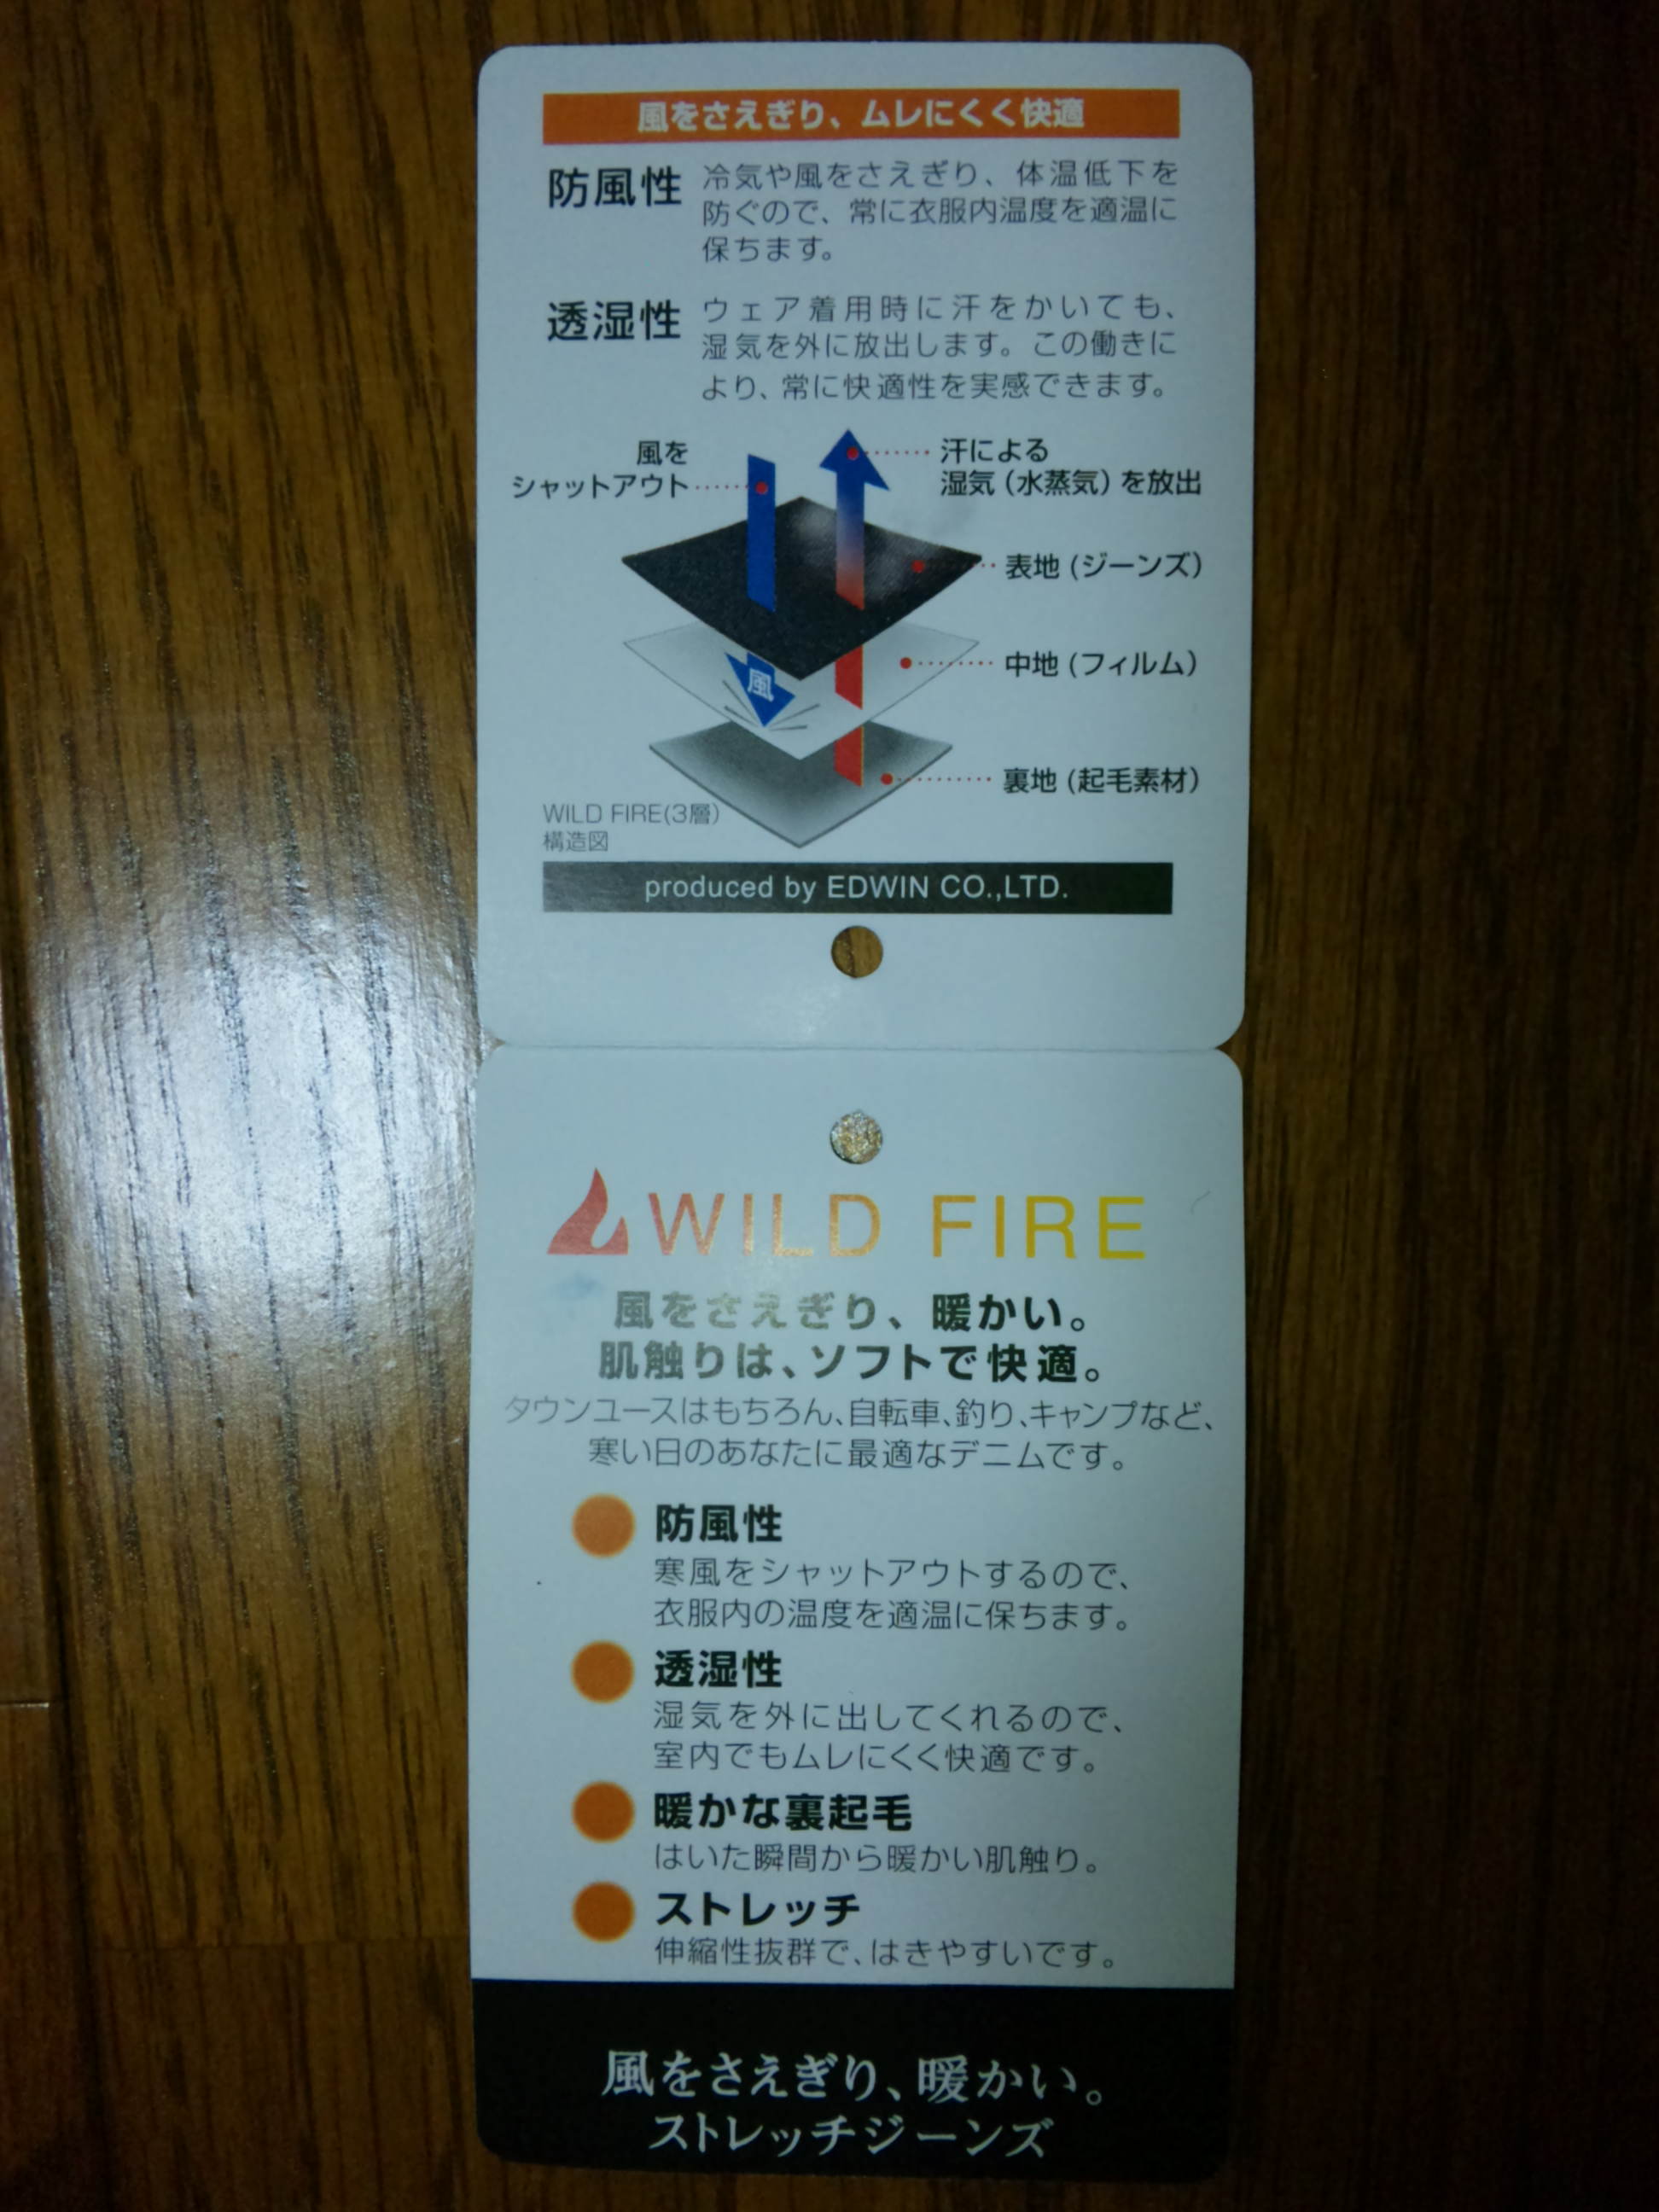 風をさえぎり、ムレにくく快適
防風性
冷気や風をさえぎり、体温低下を
防ぐので、常に衣服内温度を適温に
保ちます。
透湿性
ウェア着用時に汗をかいても、
湿気を外に放出します。この働きに
より、常に快適性を実感できます。
風を
シャットアウト
汗による
湿気(水蒸気)を放出
表地(ジーンズ)
風
中地(フィルム)
裏地(起毛素材)
WILD FIRE(3層)
構造図
produced by EDWIN CO.,LTD.
WILD FIRE
風をさえぎり、暖かい。
肌触りは、ソフトで快適。
タウンユースはもちろん、自転車、釣り、キャンプなど、
寒い日のあなたに最適なデニムです。
防風性
寒風をシャットアウトするので、
衣服内の温度を適温に保ちます。
透湿性
湿気を外に出してくれるので、
室内でもムレにくく快適です。
暖かな裏起毛
はいた瞬間から暖かい肌触り。
ストレッチ
伸縮性抜群で、はきやすいです。
風をさえぎり、暖かい。
ストレッチジーンズ